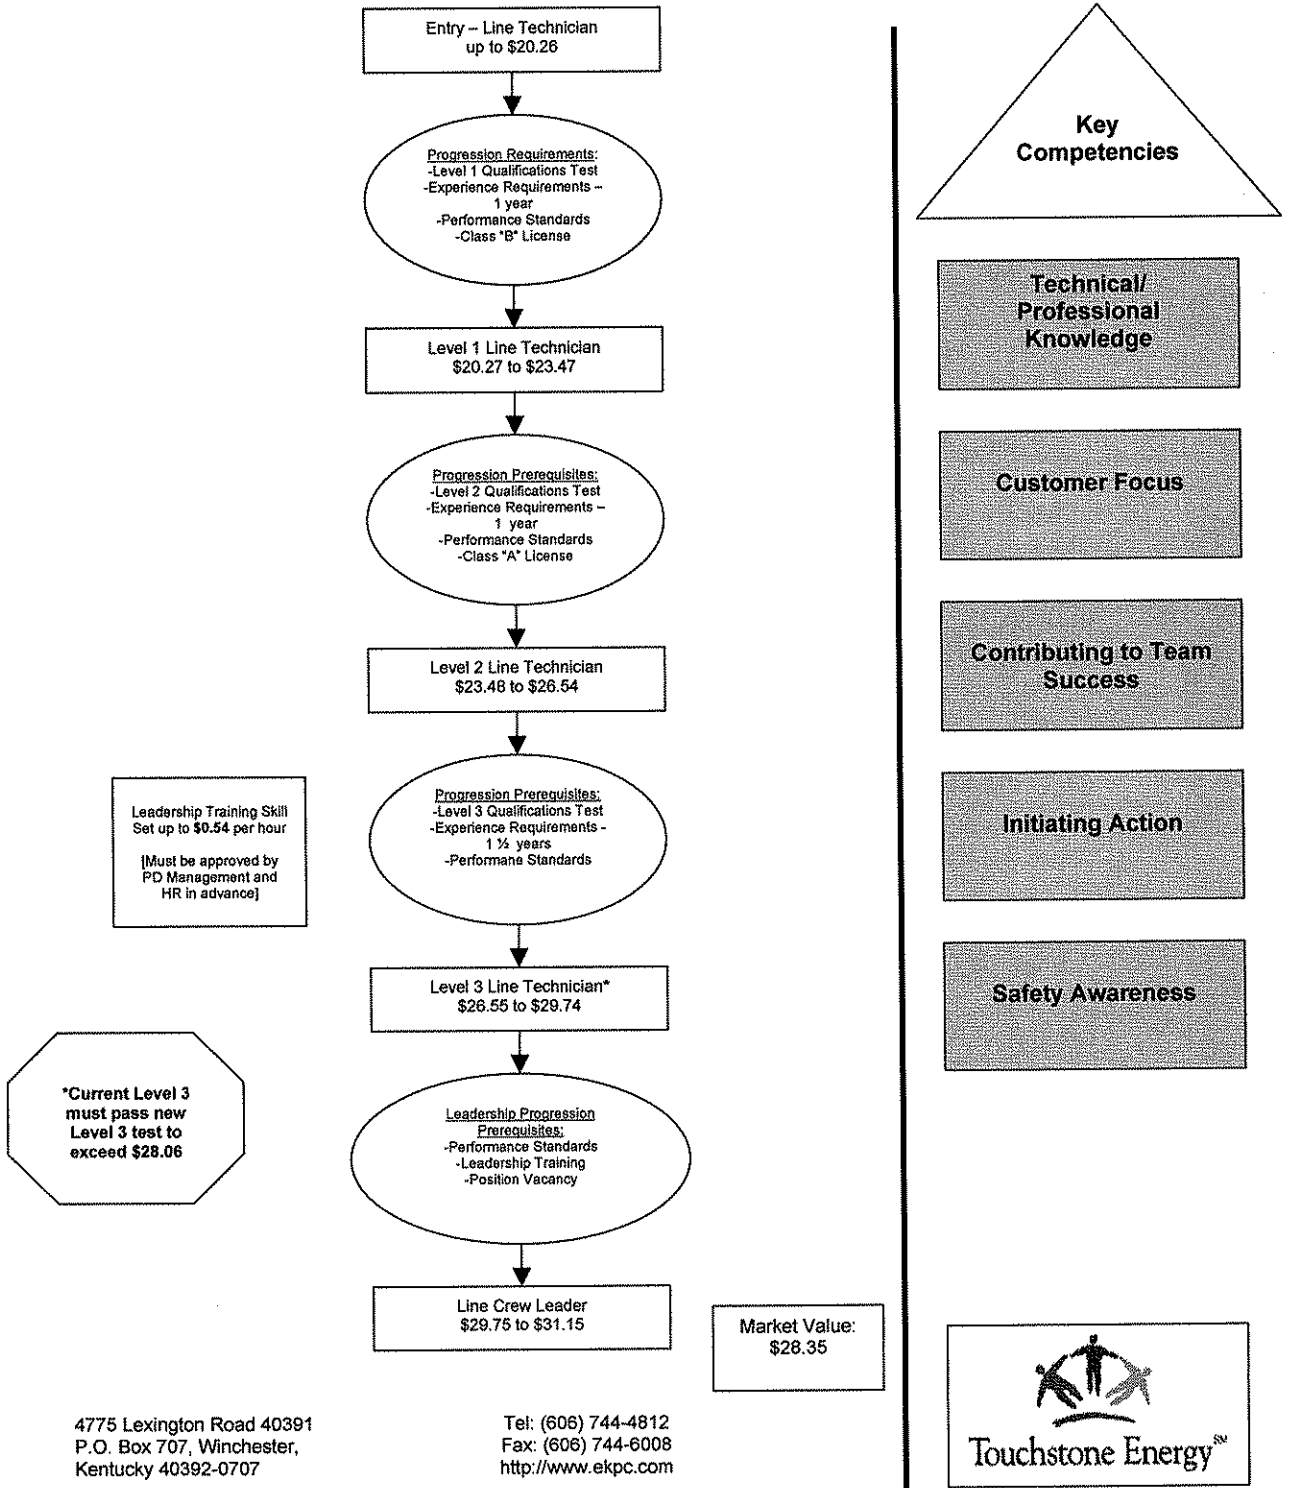 Entry – Line Technician
up to $20.26
Progression Requirements:
-Level 1 Qualifications Test
-Experience Requirements –
1 year
-Performance Standards
-Class "B" License
Level 1 Line Technician
$20.27 to $23.47
Progression Prerequisites:
-Level 2 Qualifications Test
-Experience Requirements –
1 year
-Performance Standards
-Class "A" License
Level 2 Line Technician
$23.48 to $26.54
Leadership Training Skill
Set up to $0.54 per hour
[Must be approved by
PD Management and
HR in advance]
Progression Prerequisites:
-Level 3 Qualifications Test
-Experience Requirements -
1 ½ years
-Performane Standards
Level 3 Line Technician*
$26.55 to $29.74
*Current Level 3
must pass new
Level 3 test to
exceed $28.06
Leadership Progression
Prerequisites:
-Performance Standards
-Leadership Training
-Position Vacancy
Line Crew Leader
$29.75 to $31.15
Market Value:
$28.35
4775 Lexington Road 40391
P.O. Box 707, Winchester,
Kentucky 40392-0707
Tel: (606) 744-4812
Fax: (606) 744-6008
http://www.ekpc.com
Key
Competencies
Technical/
Professional
Knowledge
Customer Focus
Contributing to Team
Success
Initiating Action
Safety Awareness
Touchstone Energy℠